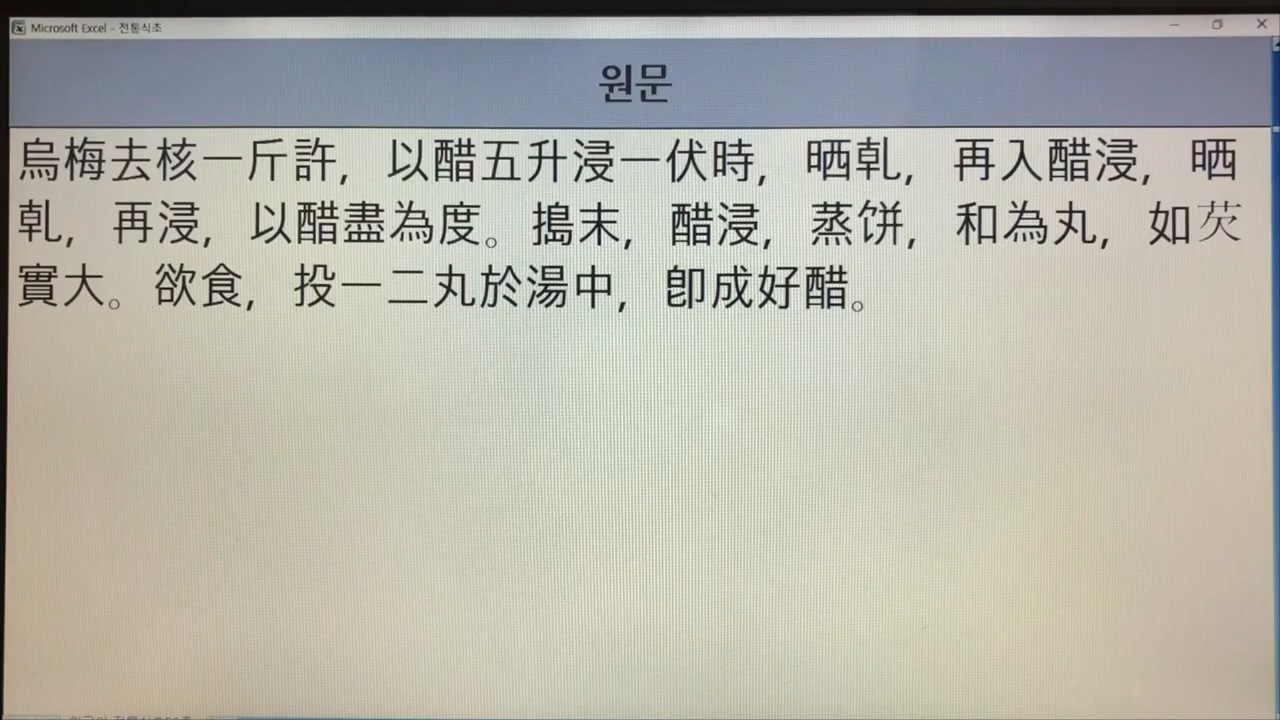 Microsoft Excel - 전통식초
원문
烏梅去核一斤許, 以醋五升浸一伏時, 晒乹, 再入醋浸, 晒
乹, 再浸, 以醋盡為度。搗末, 醋浸, 蒸饼, 和為丸, 如芡
實大。欲食, 投一二丸於湯中, 卽成好醋。